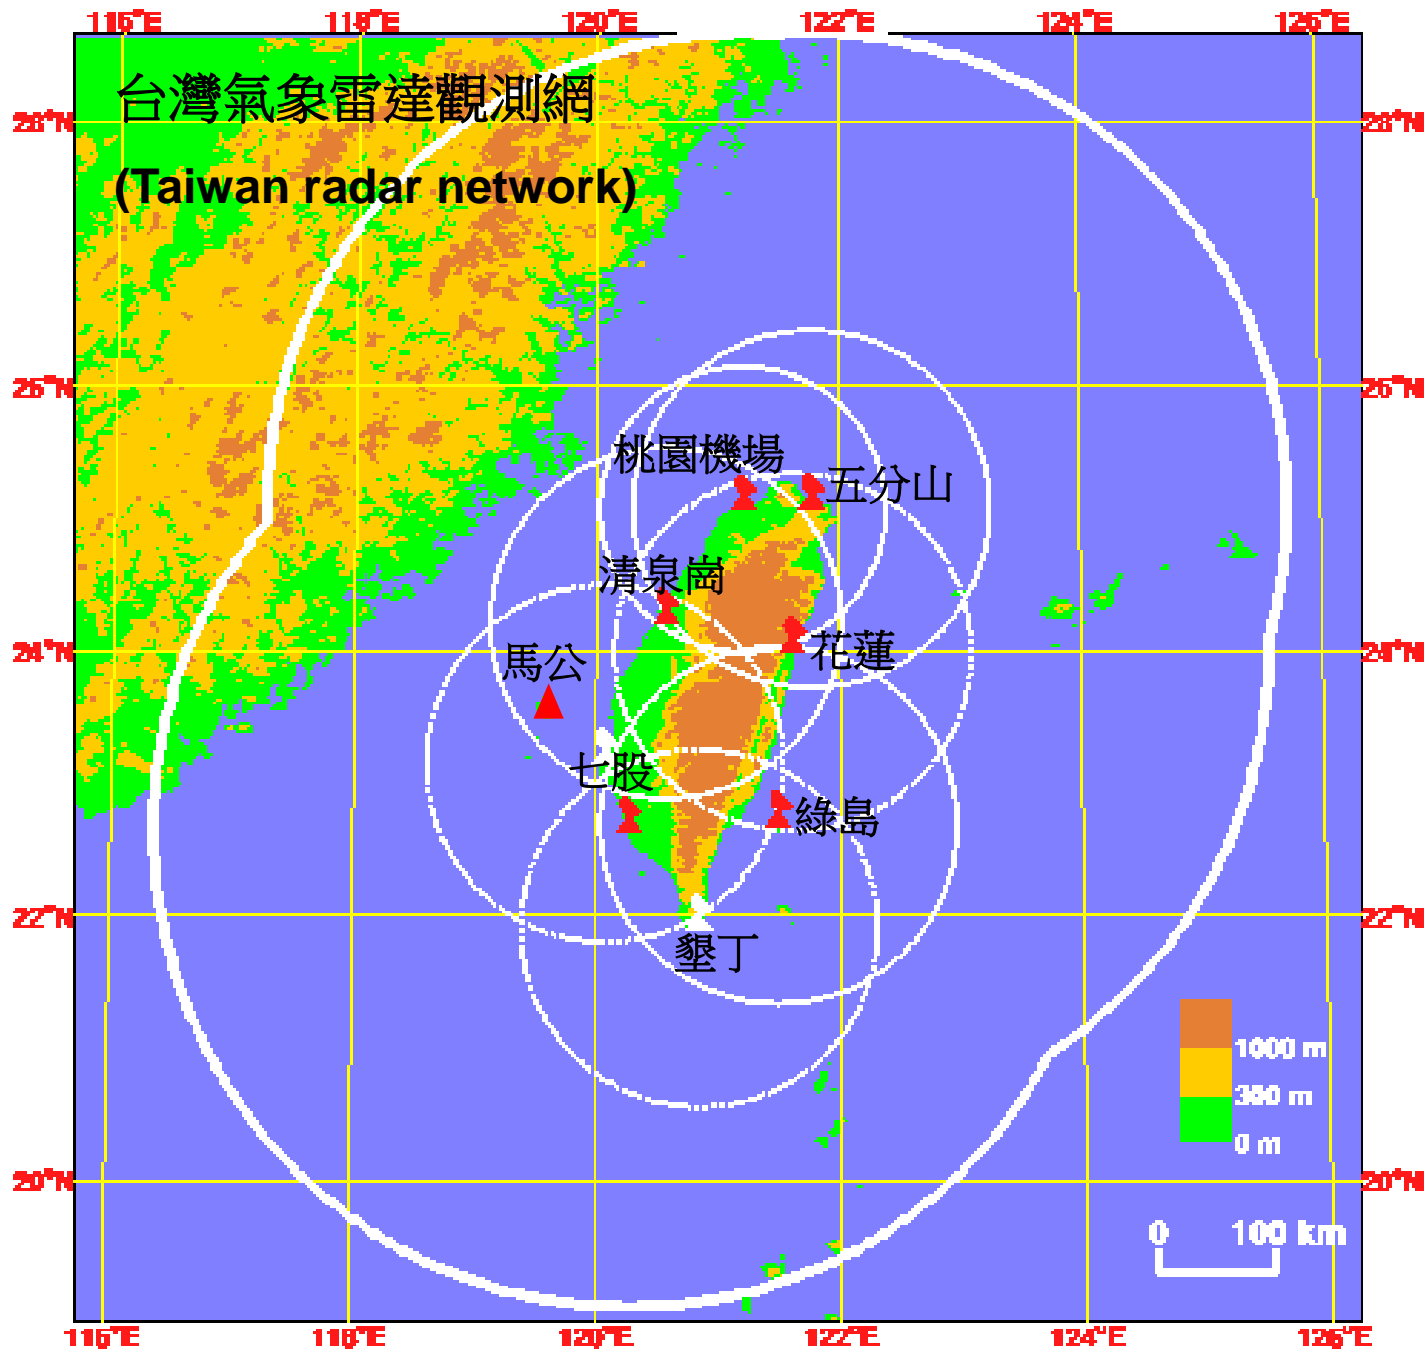 116°E 118°E 120°E 122°E 124°E 126°E
台灣氣象雷達觀測網
28°N 28°N
(Taiwan radar network)
26°N 26°N
桃園機場
五分山
清泉崗
花蓮
24°N 24°N
馬公
七股
綠島
22°N 22°N
墾丁
1000 m
300 m
0 m
20°N 20°N
0 100 km
116°E 118°E 120°E 122°E 124°E 126°E